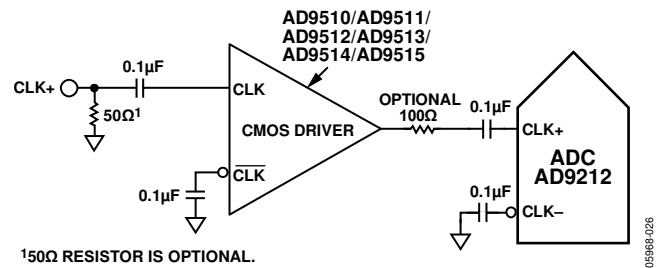 AD9510/AD9511/
AD9512/AD9513/
AD9514/AD9515
0.1µF
CLK+
50Ω¹
CLK
CMOS DRIVER
CLK
0.1µF
OPTIONAL
100Ω
0.1µF
CLK+
ADC
AD9212
0.1µF
CLK–
¹50Ω RESISTOR IS OPTIONAL.
05968-026